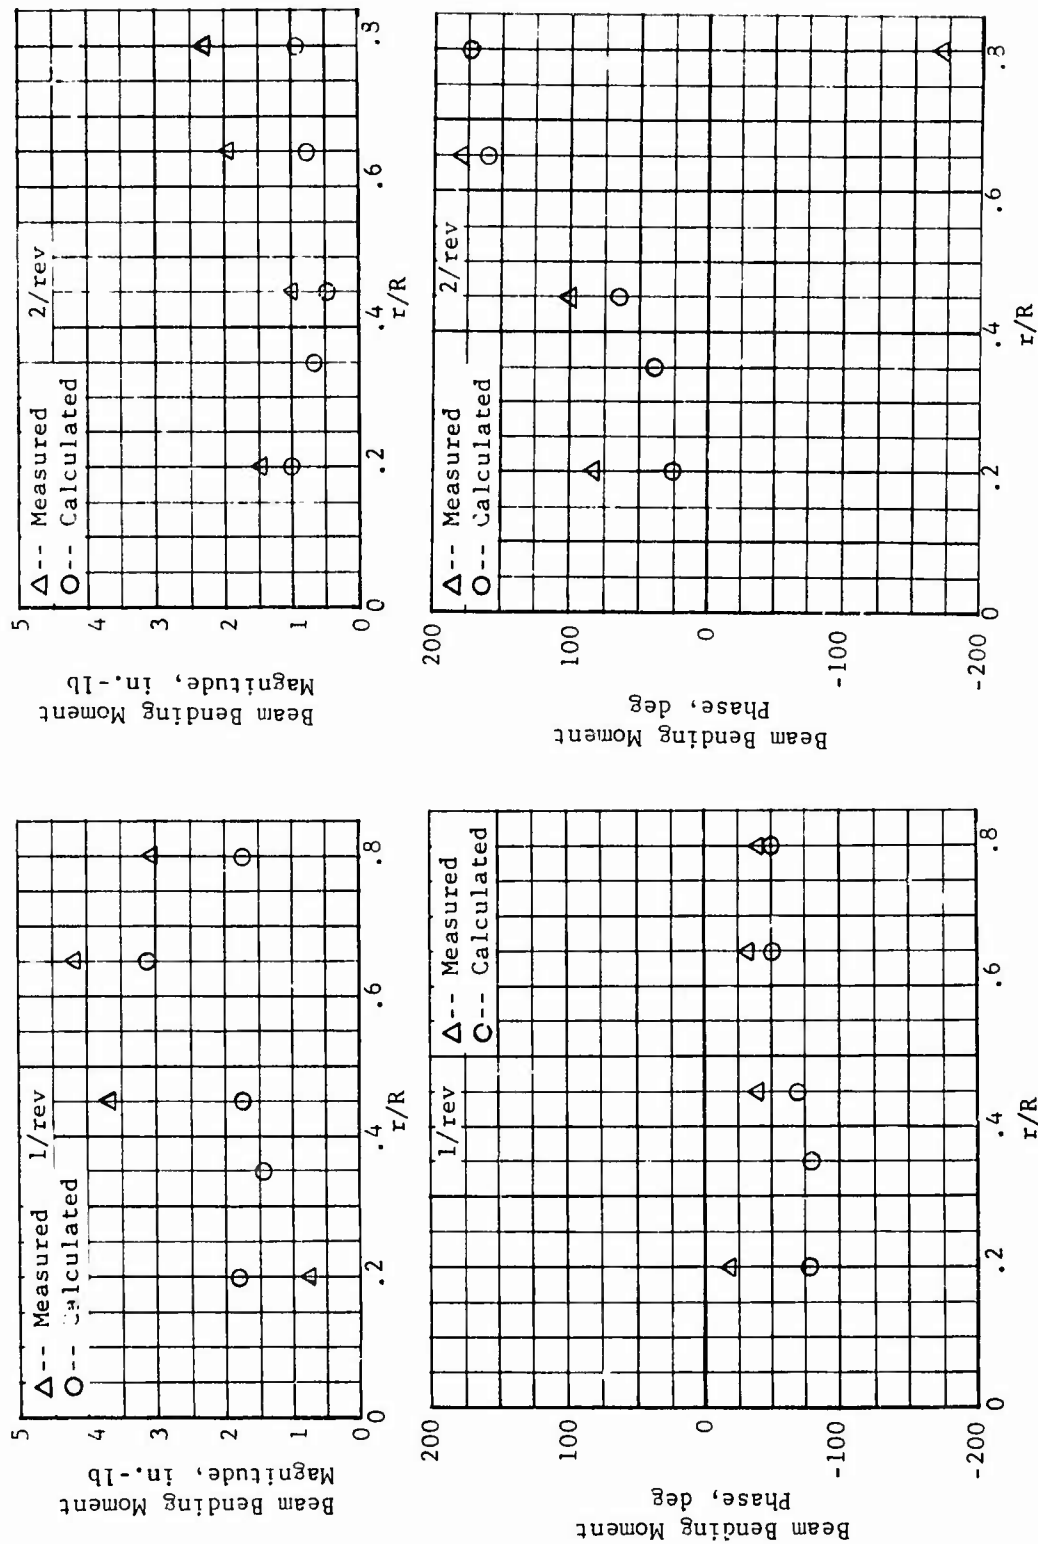 Beam Bending Moment
Magnitude, in.-lb
5
4
3
2
1
0
Δ-- Measured
O-- Calculated
1/rev
0
.2
.4
.6
.8
r/R
Beam Bending Moment
Magnitude, in.-lb
5
4
3
2
1
0
Δ-- Measured
O-- Calculated
2/rev
0
.2
.4
.6
.8
r/R
Beam Bending Moment
Phase, deg
200
100
0
-100
-200
1/rev
Δ-- Measured
O-- Calculated
0
.2
.4
.6
.8
r/R
Beam Bending Moment
Phase, deg
200
100
0
-100
-200
Δ-- Measured
O-- Calculated
2/rev
0
.2
.4
.6
.8
r/R